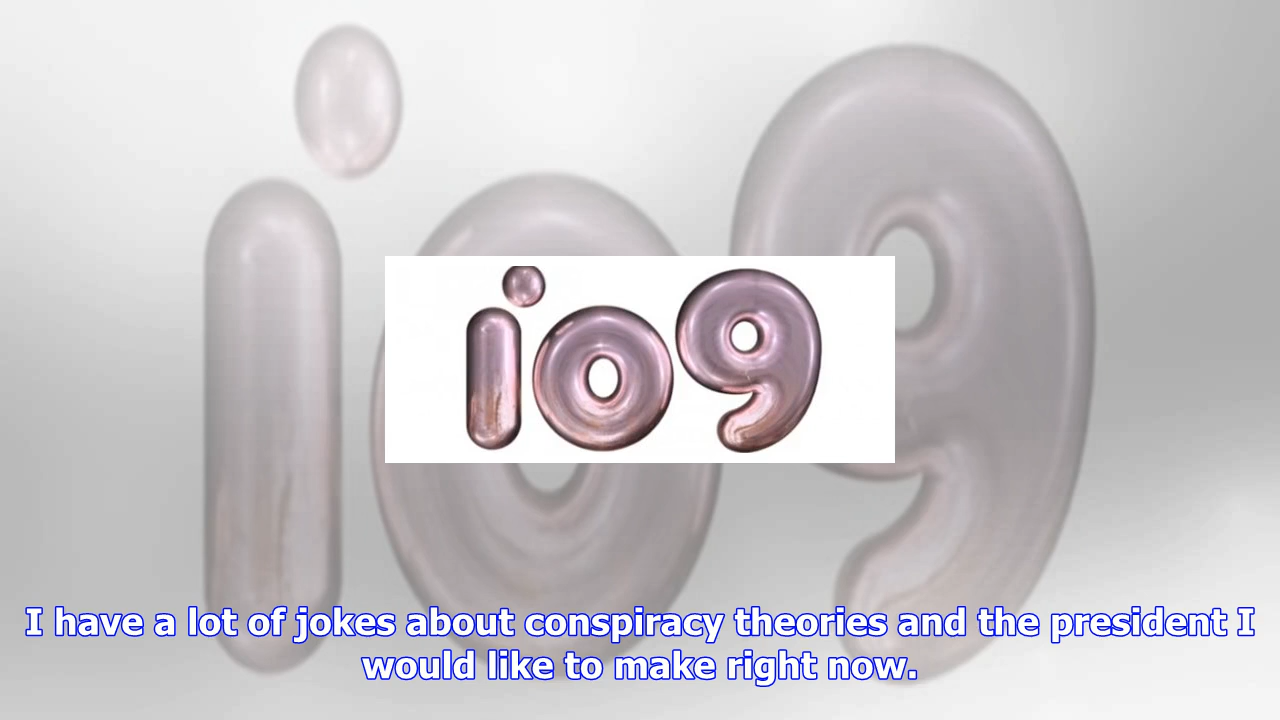 io9
io9
I have a lot of jokes about conspiracy theories and the president I
would like to make right now.